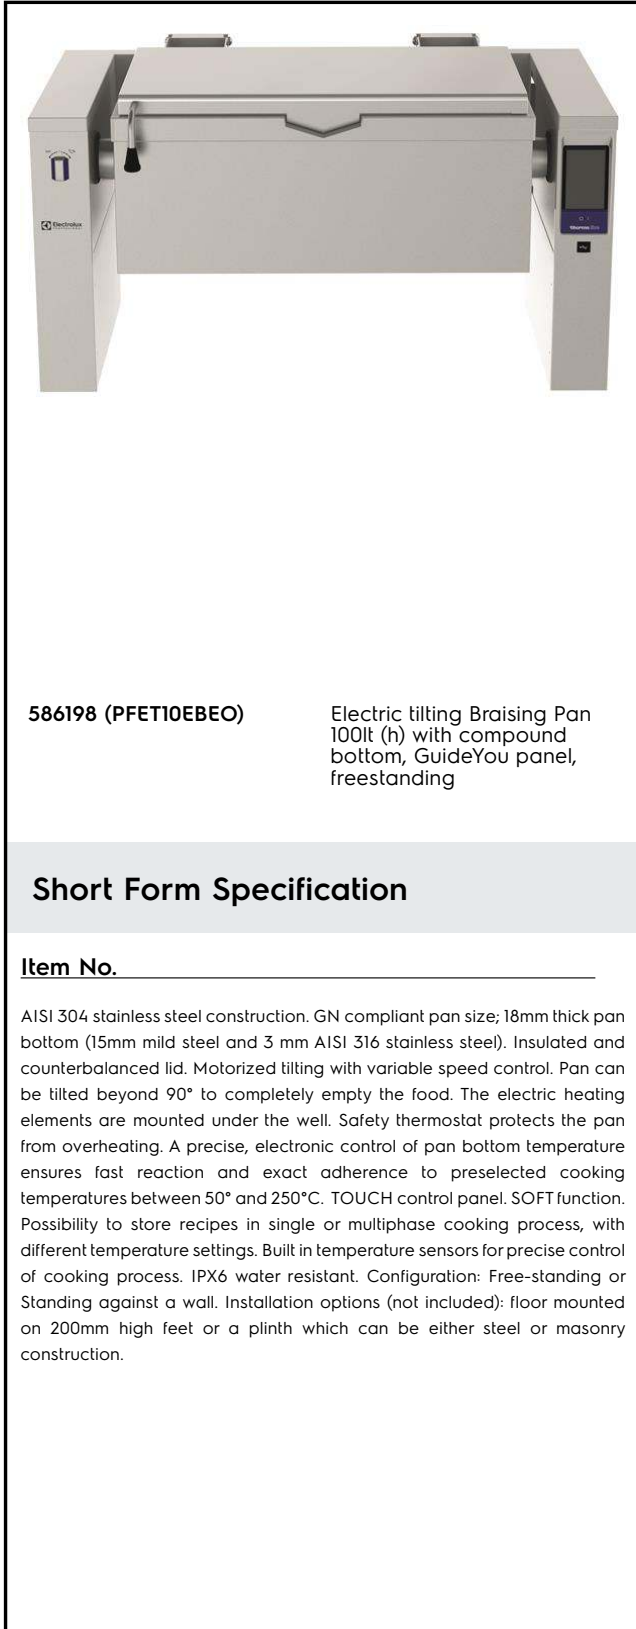 Electrolux
PROFESSIONAL
586198 (PFET10EBEO)
Electric tilting Braising Pan
100lt (h) with compound
bottom, GuideYou panel,
freestanding
Short Form Specification
Item No.
AISI 304 stainless steel construction. GN compliant pan size; 18mm thick pan
bottom (15mm mild steel and 3 mm AISI 316 stainless steel). Insulated and
counterbalanced lid. Motorized tilting with variable speed control. Pan can
be tilted beyond 90° to completely empty the food. The electric heating
elements are mounted under the well. Safety thermostat protects the pan
from overheating. A precise, electronic control of pan bottom temperature
ensures fast reaction and exact adherence to preselected cooking
temperatures between 50° and 250°C. TOUCH control panel. SOFT function.
Possibility to store recipes in single or multiphase cooking process, with
different temperature settings. Built in temperature sensors for precise control
of cooking process. IPX6 water resistant. Configuration: Free-standing or
Standing against a wall. Installation options (not included): floor mounted
on 200mm high feet or a plinth which can be either steel or masonry
construction.